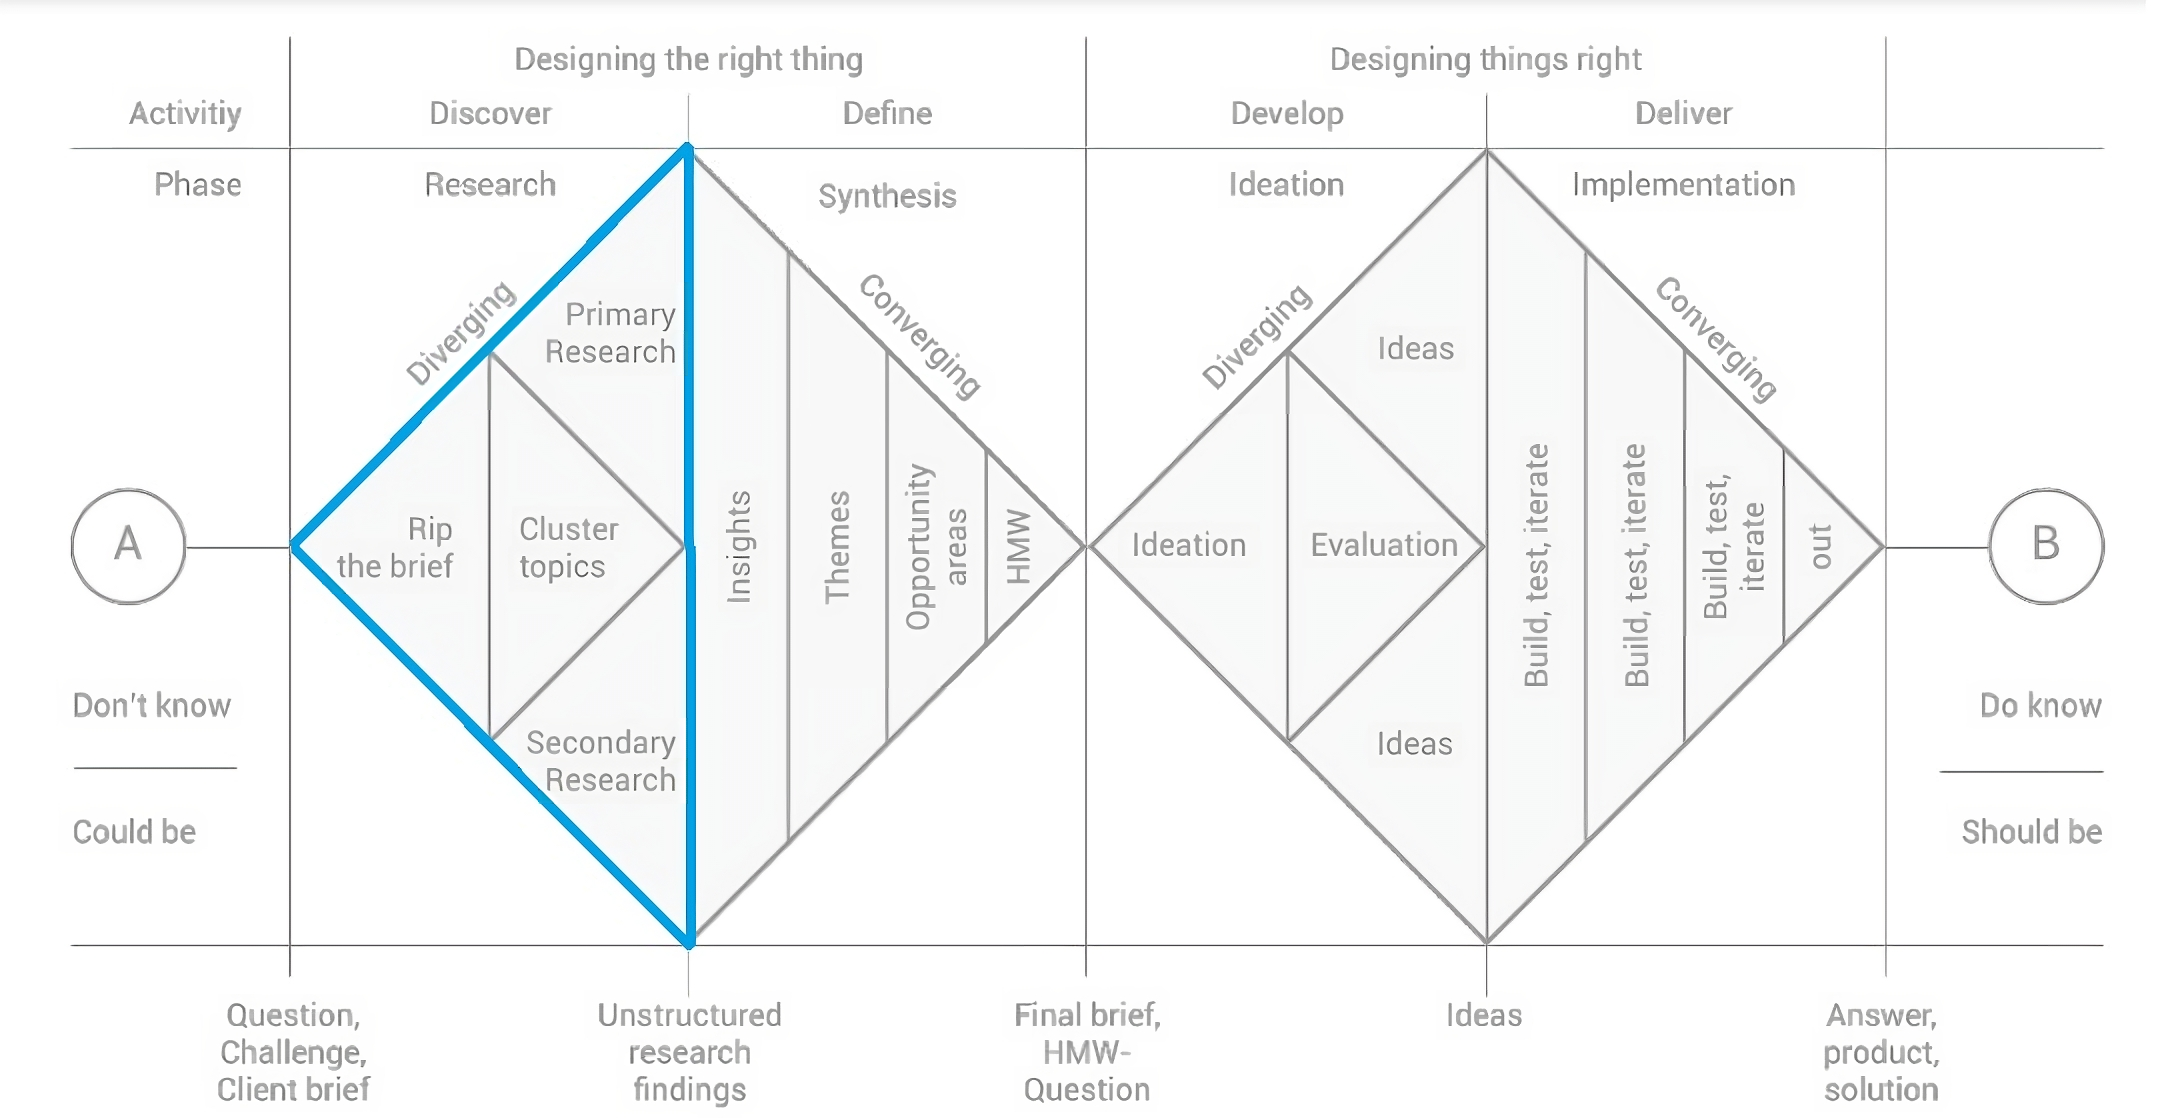 Designing the right thing
Designing things right
Activitiy
Discover
Define
Develop
Deliver
Phase
Research
Synthesis
Ideation
Implementation
Diverging
Converging
Diverging
Converging
Primary
Research
Ideas
A
Rip
the brief
Cluster
topics
Insights
Themes
Opportunity
areas
HMW
Ideation
Evaluation
Build, test, iterate
Build, test, iterate
Build, test,
iterate
out
B
Don't know
Could be
Secondary
Research
Ideas
Do know
Should be
Question,
Challenge,
Client brief
Unstructured
research
findings
Final brief,
HMW-
Question
Ideas
Answer,
product,
solution